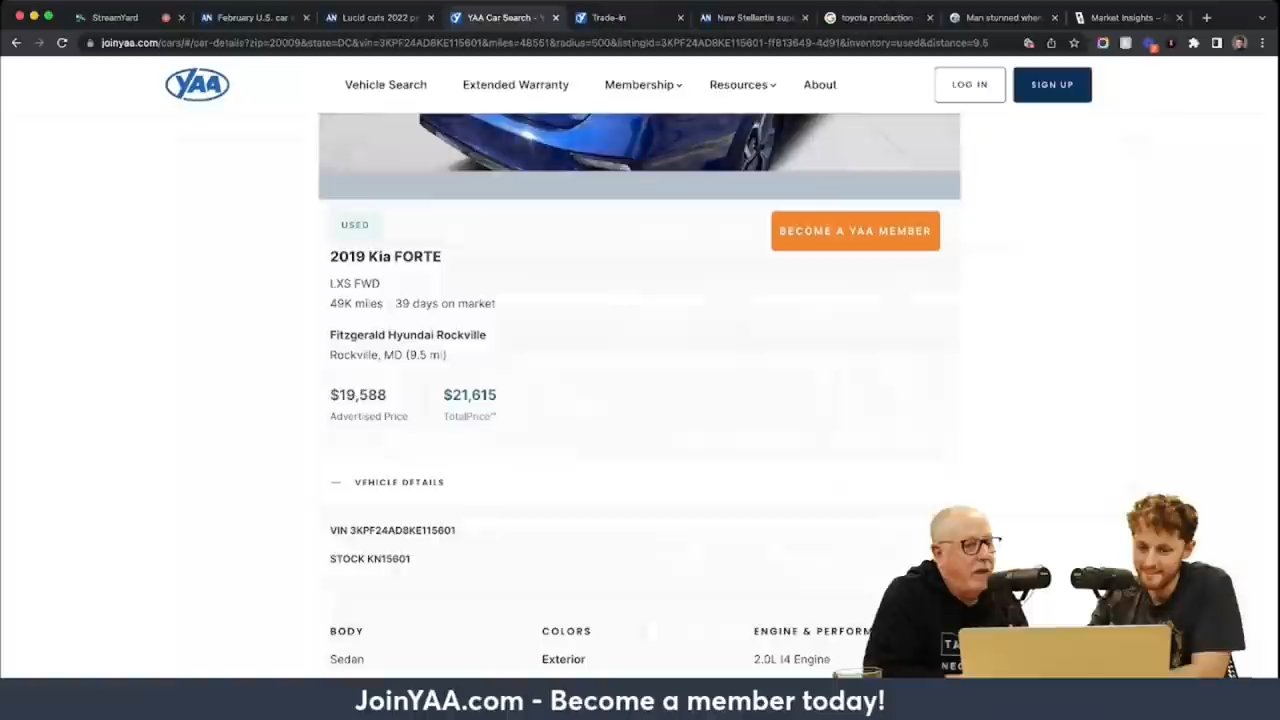 StreamYard
February U.S. car s
Lucid cuts 2022 p
YAA Car Search - Y
Trade-in
New Stellantis sup
toyota production
Man stunned when
Market Insights – 2
joinyaa.com/cars/#/car-details?zip=20009&state=DC&vin=3KPF24AD8KE115601&miles=48551&radius=500&listingId=3KPF24AD8KE115601-ff813649-4d91&inventory=used&distance=9.5
YAA
Vehicle Search
Extended Warranty
Membership
Resources
About
LOG IN
SIGN UP
USED
BECOME A YAA MEMBER
2019 Kia FORTE
LXS FWD
49K miles 39 days on market
Fitzgerald Hyundai Rockville
Rockville, MD (9.5 mi)
$19,588 $21,615
Advertised Price TotalPrice™
— VEHICLE DETAILS
VIN 3KPF24AD8KE115601
STOCK KN15601
BODY COLORS ENGINE & PERFORM
Sedan Exterior 2.0L I4 Engine
JoinYAA.com - Become a member today!